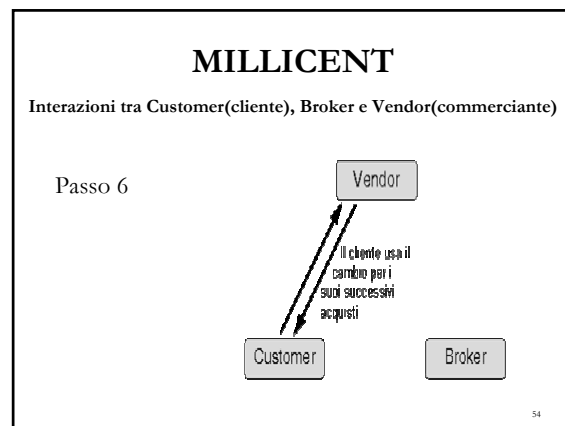 MILLICENT
Interazioni tra Customer(cliente), Broker e Vendor(commerciante)
Passo 6
Vendor
Il cliente usa il
cambio per i
suoi successivi
acquisti
Customer
Broker
54